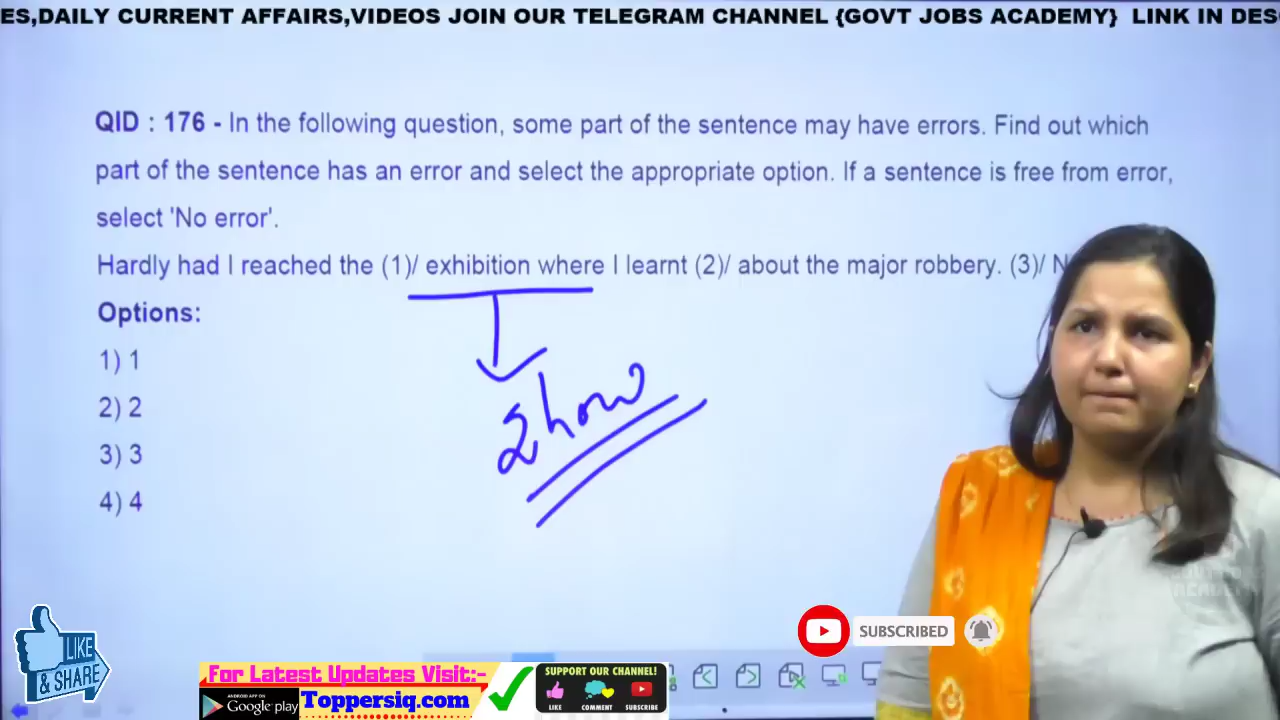 ES,DAILY CURRENT AFFAIRS,VIDEOS JOIN OUR TELEGRAM CHANNEL {GOVT JOBS ACADEMY} LINK IN DES
QID : 176 - In the following question, some part of the sentence may have errors. Find out which
part of the sentence has an error and select the appropriate option. If a sentence is free from error,
select 'No error'.
Hardly had I reached the (1)/ exhibition where I learnt (2)/ about the major robbery. (3)/ N
Options:
1) 1
2) 2
3) 3
4) 4
Show
LIKE
& SHARE
SUBSCRIBED
For Latest Updates Visit:-
ANDROID APP ON
Google play
Toppersiq.com
SUPPORT OUR CHANNEL!
LIKE COMMENT SUBSCRIBE